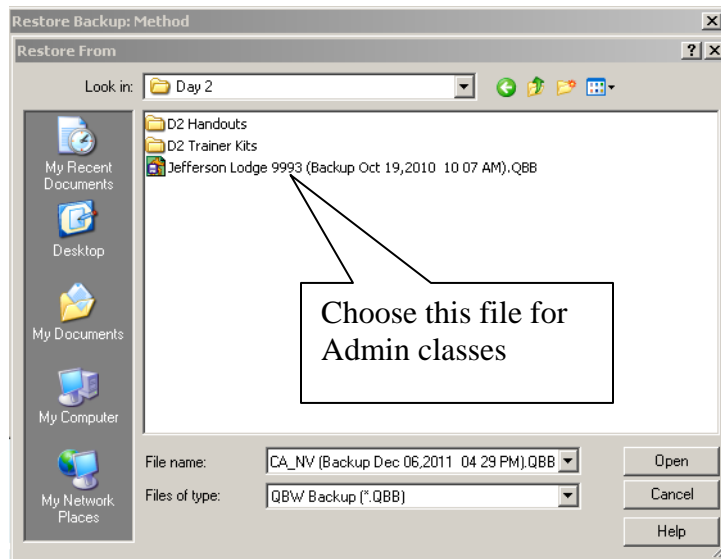 Restore Backup: Method
Restore From
Look in:
Day 2
My Recent
Documents
Desktop
My Documents
My Computer
My Network
Places
D2 Handouts
D2 Trainer Kits
Jefferson Lodge 9993 (Backup Oct 19,2010 10 07 AM).QBB
Choose this file for
Admin classes
File name:
CA_NV (Backup Dec 06,2011 04 29 PM).QBB
Open
Files of type:
QBW Backup (*.QBB)
Cancel
Help